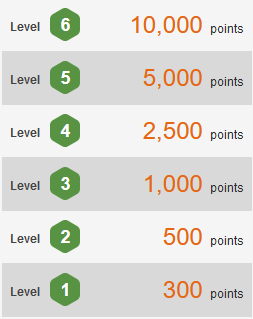 Level 6 10,000 points
Level 5 5,000 points
Level 4 2,500 points
Level 3 1,000 points
Level 2 500 points
Level 1 300 points